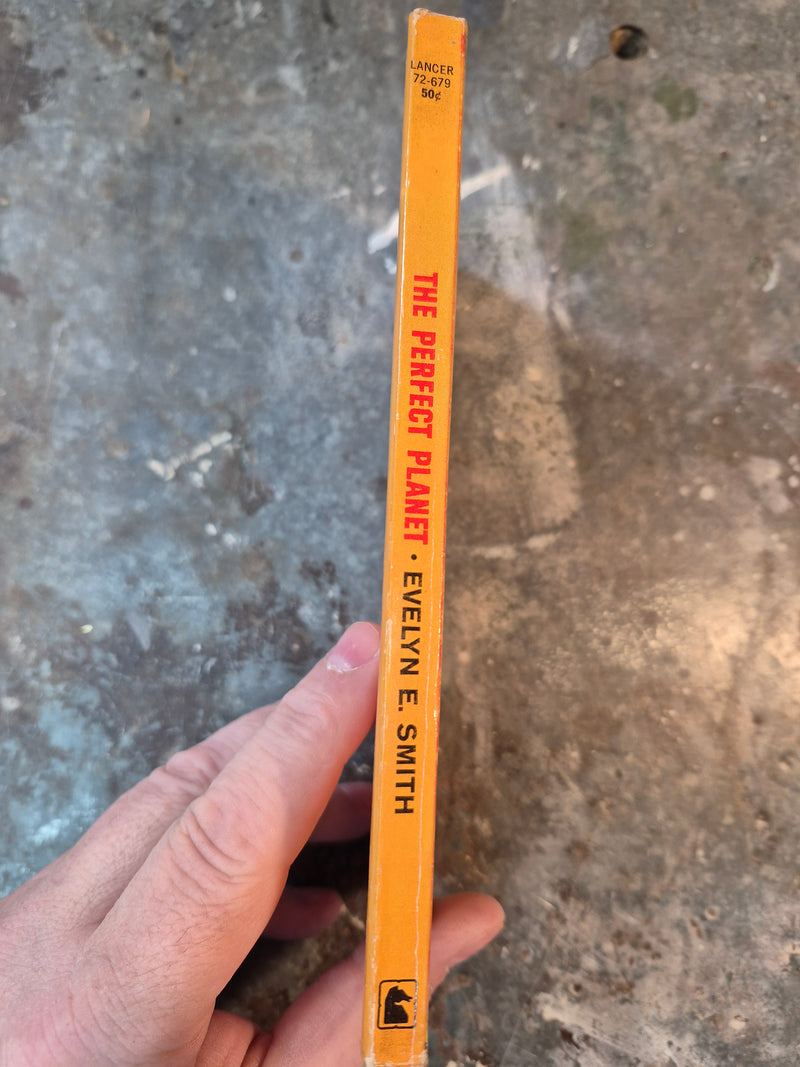 LANCER
72-679
50¢
THE PERFECT PLANET • EVELYN E. SMITH